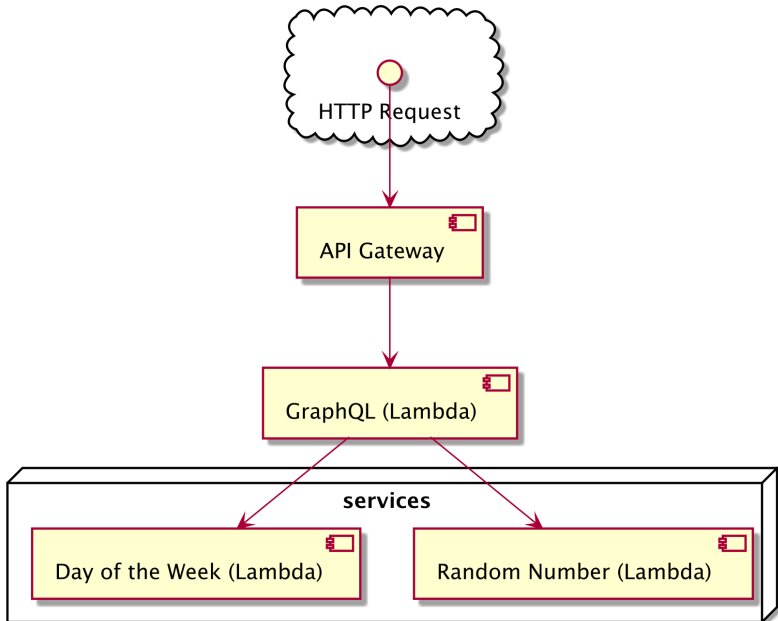 HTTP Request
API Gateway
GraphQL (Lambda)
services
Day of the Week (Lambda)
Random Number (Lambda)